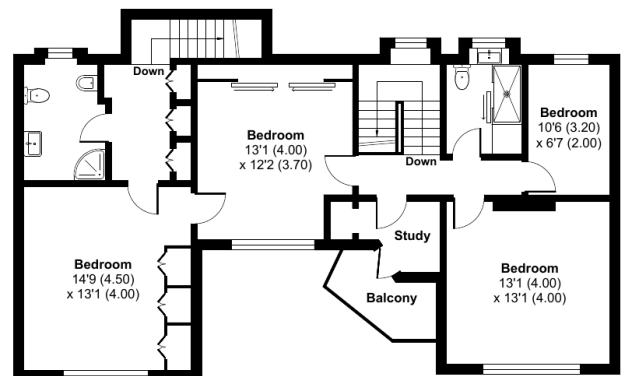 Down
Bedroom
13'1 (4.00)
x 12'2 (3.70)
Down
Bedroom
10'6 (3.20)
x 6'7 (2.00)
Bedroom
14'9 (4.50)
x 13'1 (4.00)
Study
Balcony
Bedroom
13'1 (4.00)
x 13'1 (4.00)